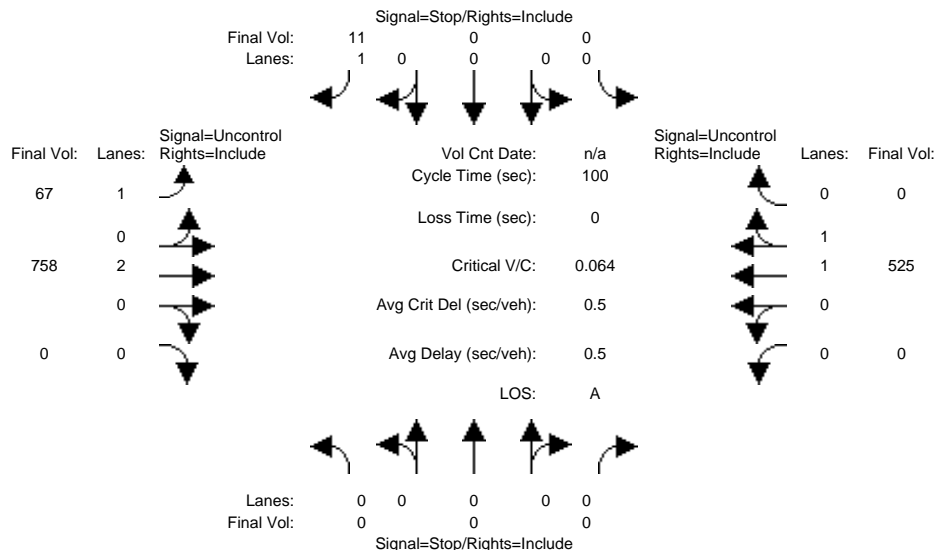 Signal=Stop/Rights=Include
Final Vol: 11 0 0
Lanes: 1 0 0 0 0
Signal=Uncontrol Signal=Uncontrol
Final Vol: Lanes: Rights=Include Vol Cnt Date: n/a Rights=Include Lanes: Final Vol:
Cycle Time (sec): 100
67 1 0 0
Loss Time (sec): 0
0 1
758 2 Critical V/C: 0.064 1 525
0 Avg Crit Del (sec/veh): 0.5 0
0 0 Avg Delay (sec/veh): 0.5 0 0
LOS: A
Lanes: 0 0 0 0 0
Final Vol: 0 0 0
Signal=Stop/Rights=Include